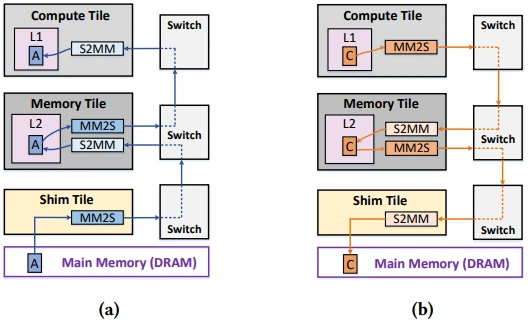 Compute Tile
Switch
L1
A
S2MM
Memory Tile
L2
MM2S
A
S2MM
Switch
Shim Tile
MM2S
Switch
A
Main Memory (DRAM)
(a)
Compute Tile
Switch
L1
C
MM2S
Memory Tile
L2
S2MM
C
MM2S
Switch
Shim Tile
S2MM
Switch
C
Main Memory (DRAM)
(b)